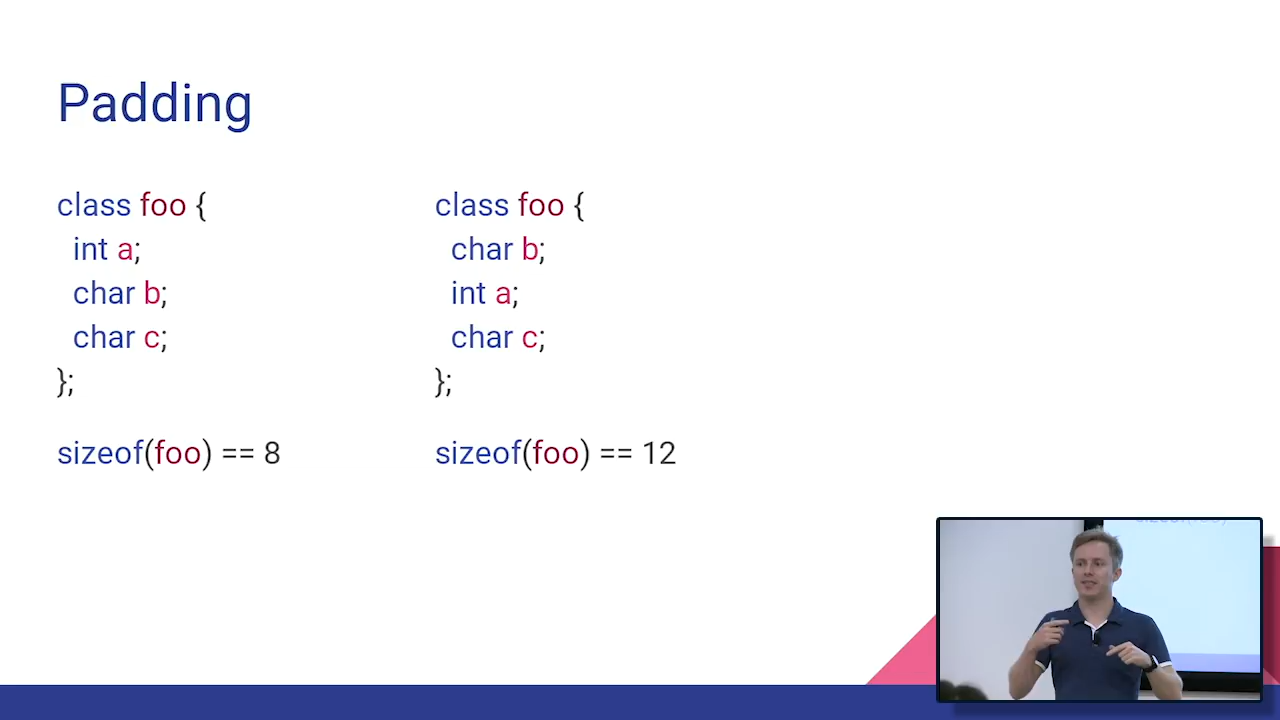 Padding
class foo {
int a;
char b;
char c;
};
sizeof(foo) == 8
class foo {
char b;
int a;
char c;
};
sizeof(foo) == 12